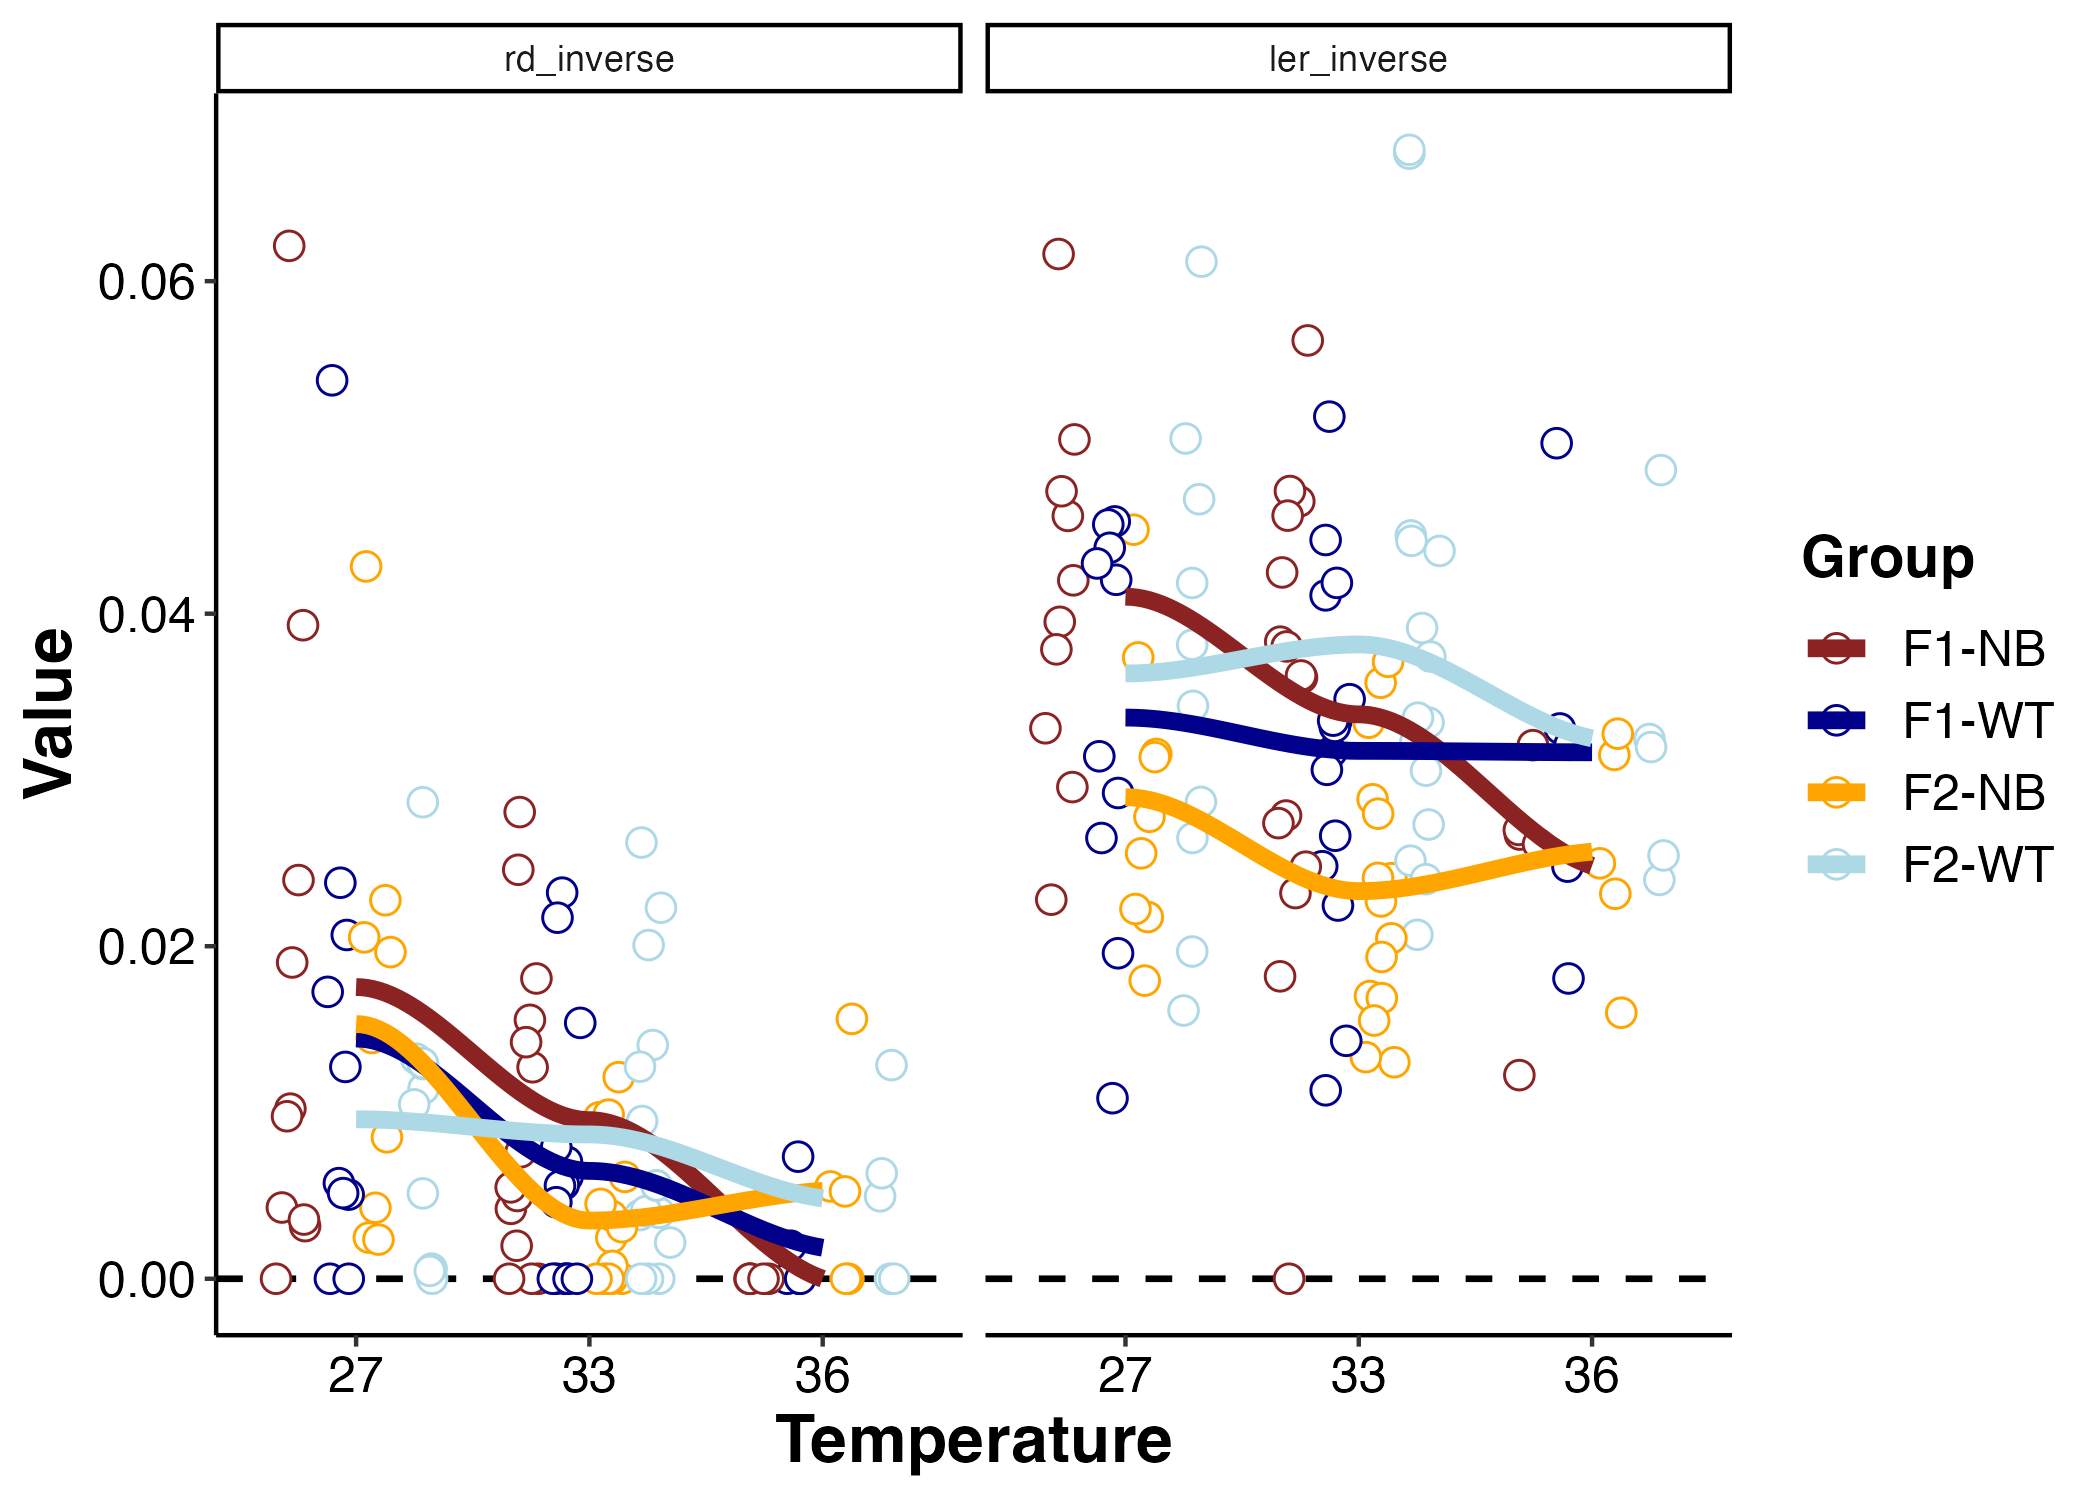 rd_inverse
ler_inverse
Value
0.06
0.04
0.02
0.00
27
33
36
27
33
36
Temperature
Group
F1-NB
F1-WT
F2-NB
F2-WT